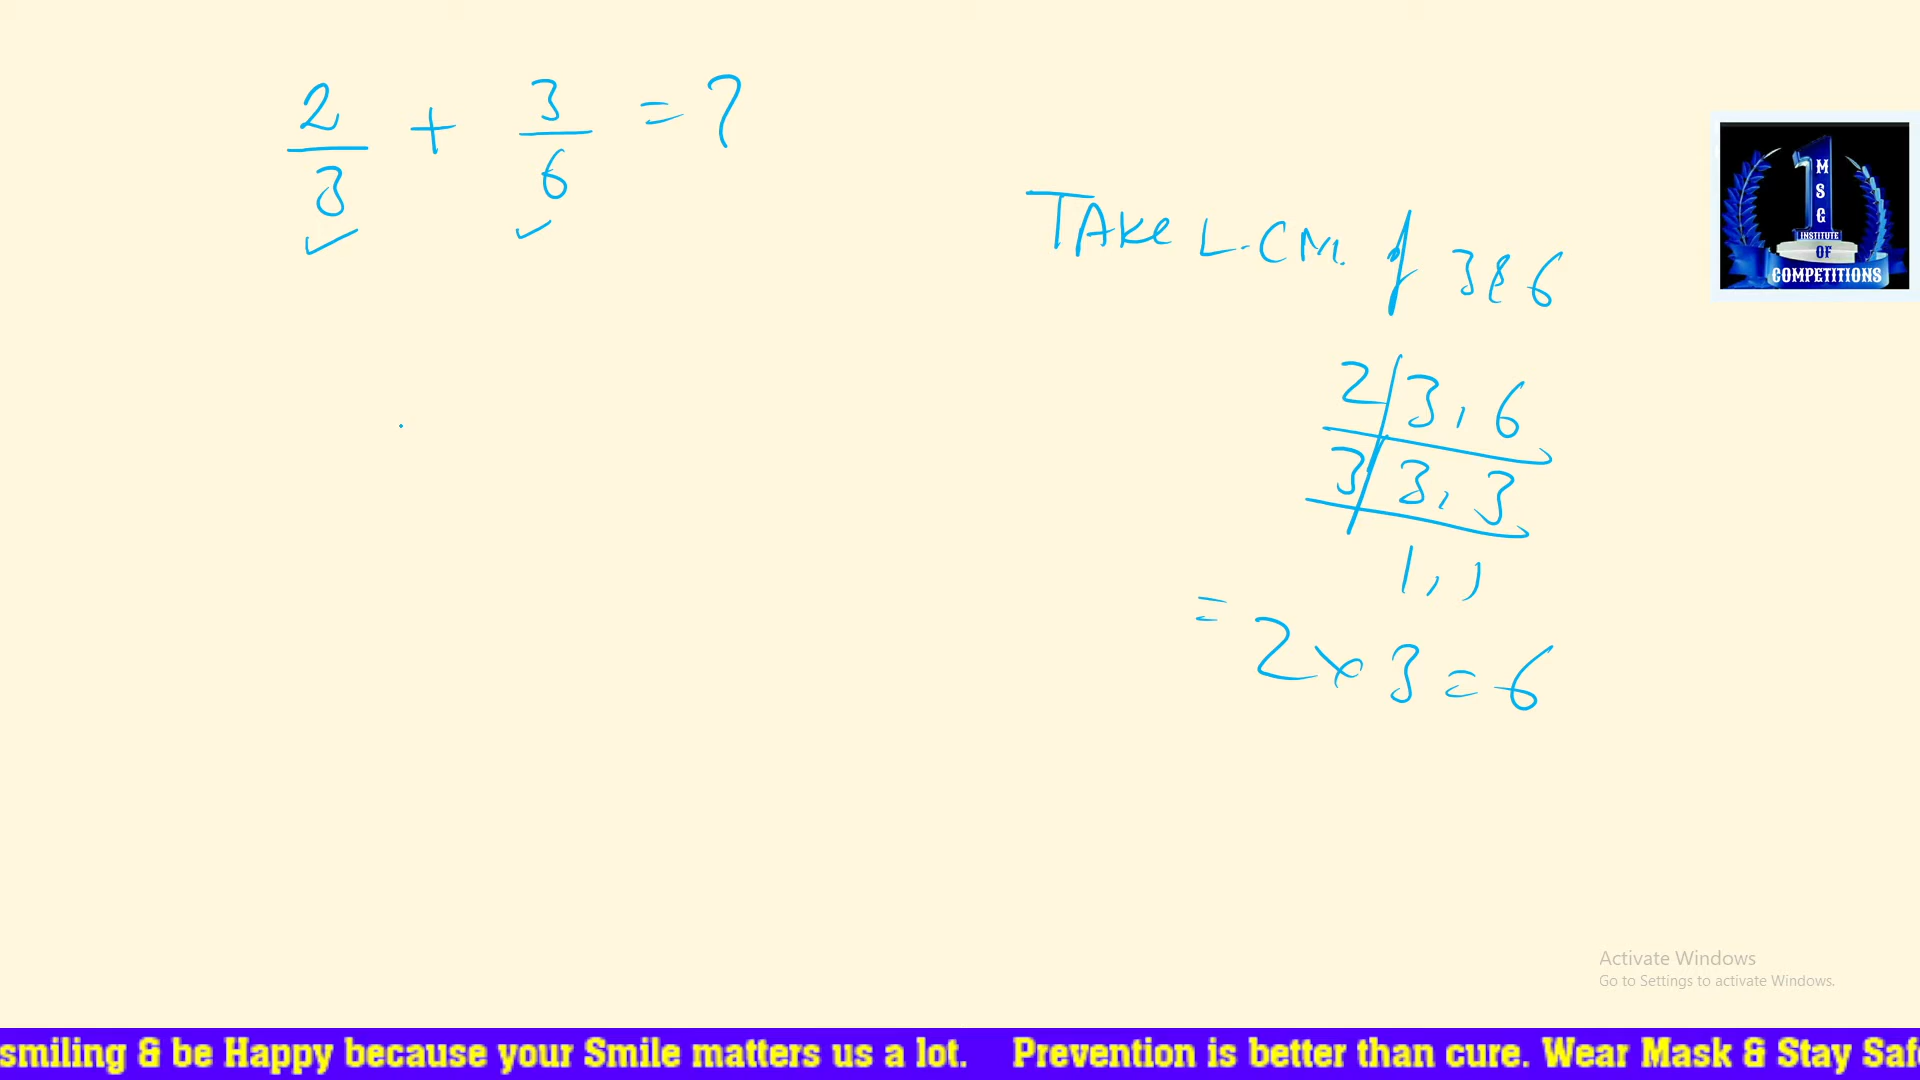 2/3 + 3/6 = ?
TAKE L.C.M. of 3 & 6
2 | 3, 6
3 | 3, 3
1, 1
= 2 x 3 = 6
1
M
S
G
INSTITUTE
OF
COMPETITIONS
Activate Windows
Go to Settings to activate Windows.
smiling & be Happy because your Smile matters us a lot. Prevention is better than cure. Wear Mask & Stay Safe